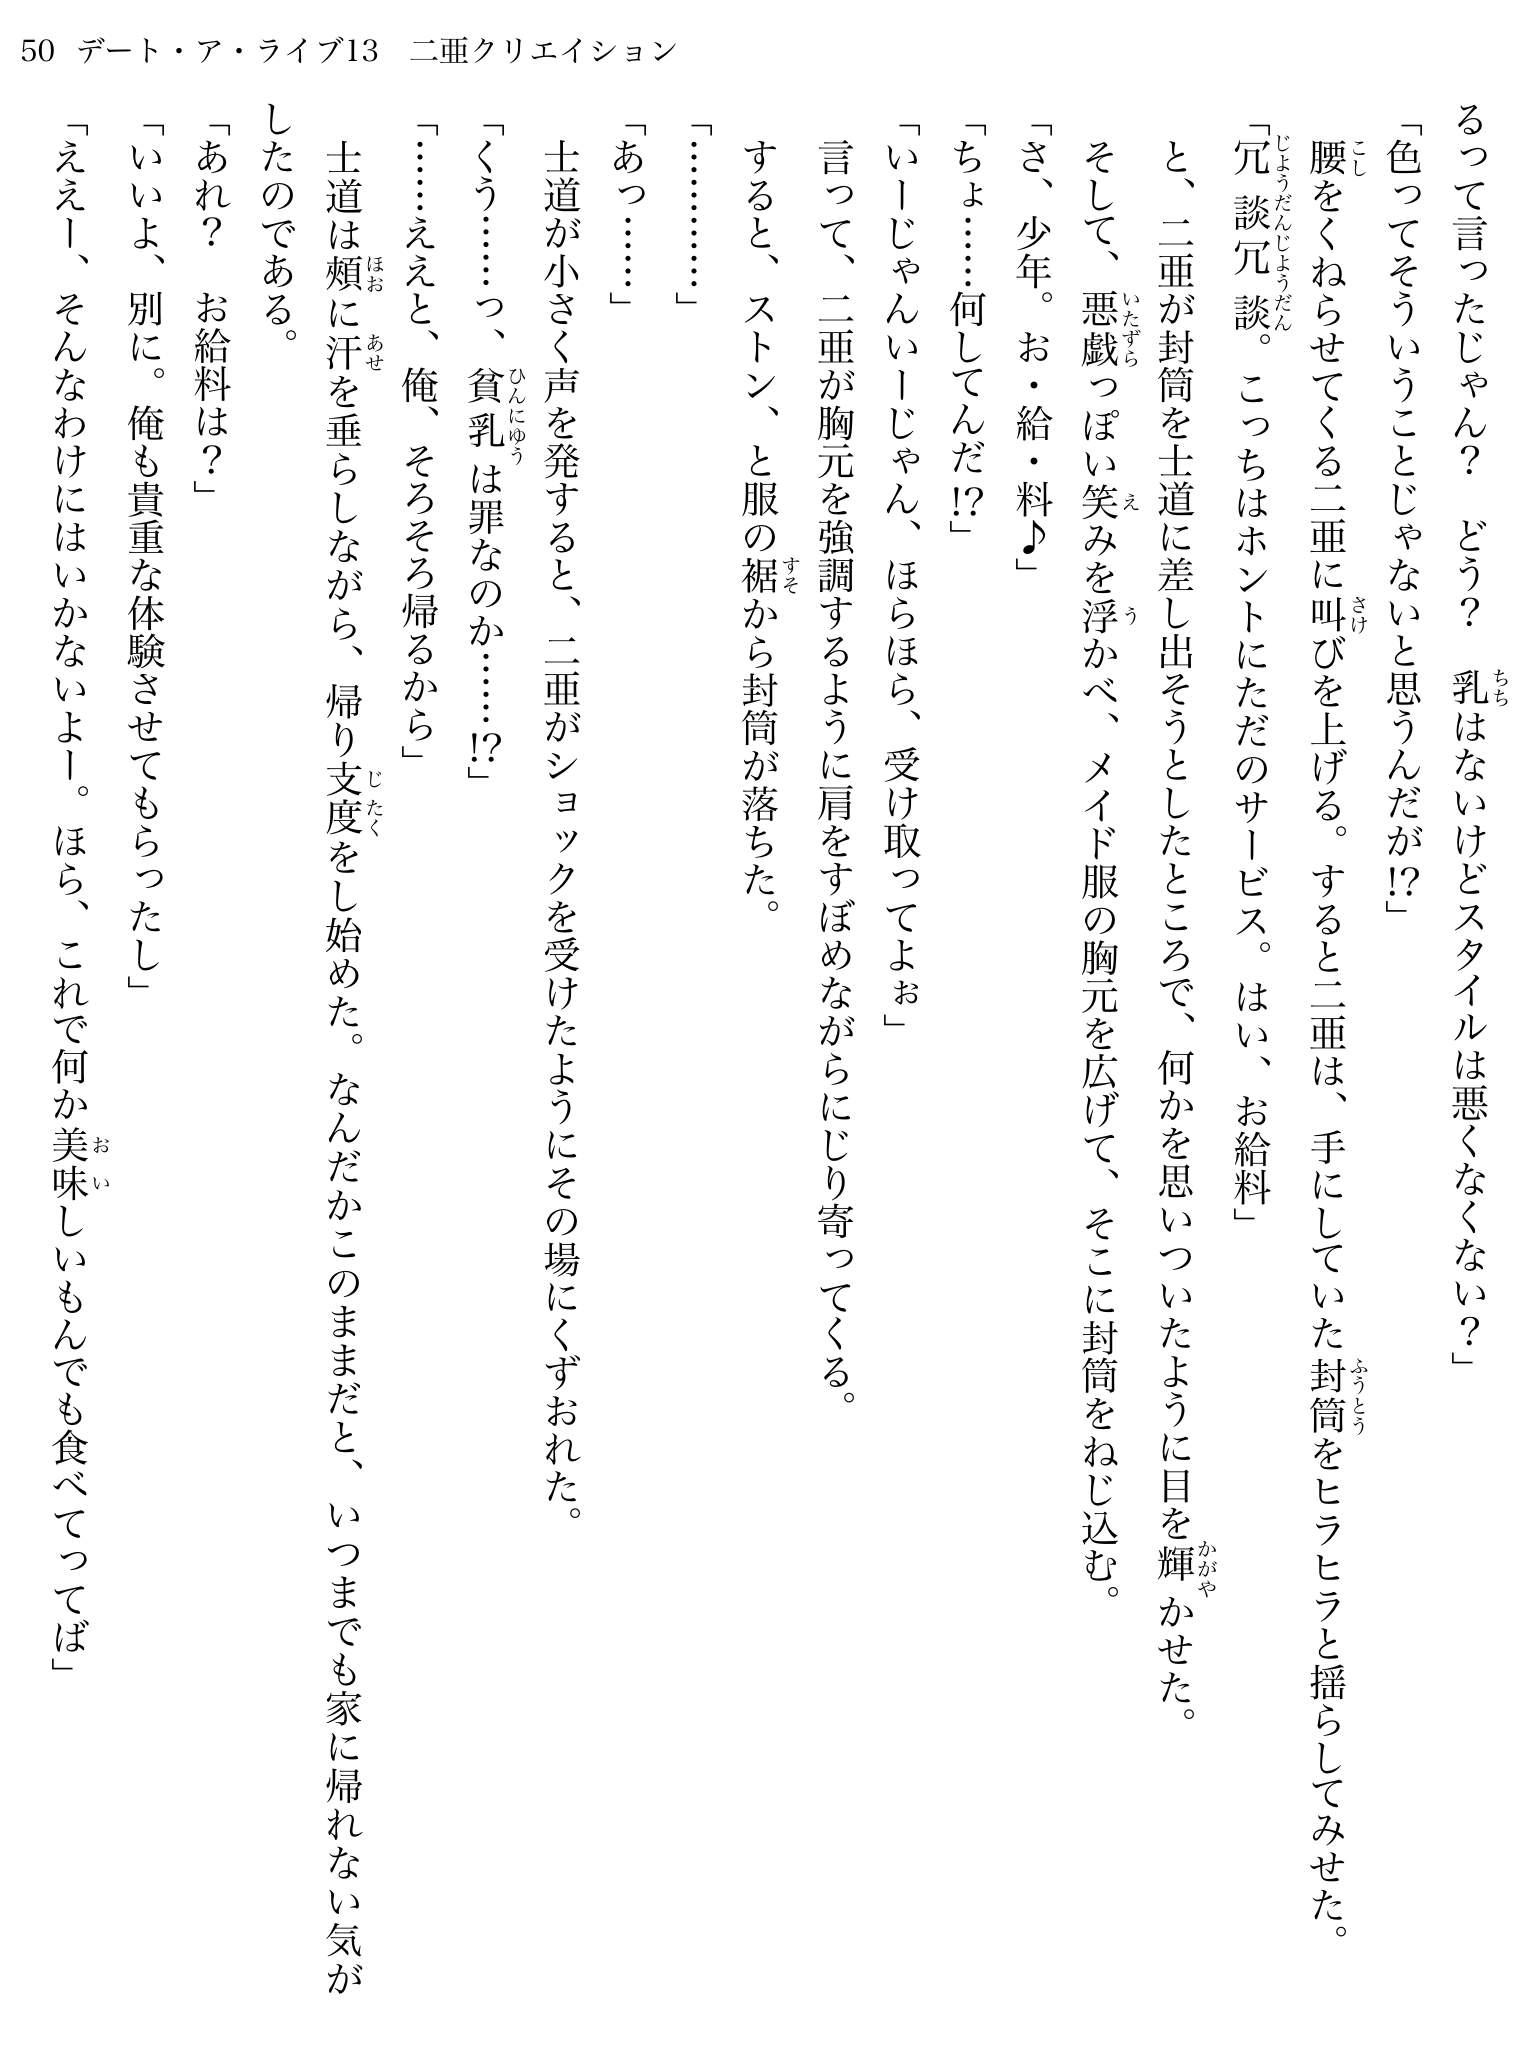 50 デート・ア・ライブ13　二亜クリエイション
るって言ったじゃん？　どう？　乳はないけどスタイルは悪くなくない？」
「色ってそういうことじゃないと思うんだが!?」
腰をくねらせてくる二亜に叫びを上げる。すると二亜は、手にしていた封筒をヒラヒラと揺らしてみせた。
「冗談冗談。こっちはホントにただのサービス。はい、お給料」
と、二亜が封筒を士道に差し出そうとしたところで、何かを思いついたように目を輝かせた。
そして、悪戯っぽい笑みを浮かべ、メイド服の胸元を広げて、そこに封筒をねじ込む。
「さ、少年。お・給・料♪」
「ちょ……何してんだ!?」
「いーじゃんいーじゃん、ほらほら、受け取ってよぉ」
言って、二亜が胸元を強調するように肩をすぼめながらにじり寄ってくる。
すると、ストン、と服の裾から封筒が落ちた。
「…………」
「あっ……」
士道が小さく声を発すると、二亜がショックを受けたようにその場にくずおれた。
「くう……っ、貧乳は罪なのか……!?」
「……ええと、俺、そろそろ帰るから」
士道は頰に汗を垂らしながら、帰り支度をし始めた。なんだかこのままだと、いつまでも家に帰れない気が
したのである。
「あれ？　お給料は？」
「いいよ、別に。俺も貴重な体験させてもらったし」
「ええー、そんなわけにはいかないよー。ほら、これで何か美味しいもんでも食べてってば」